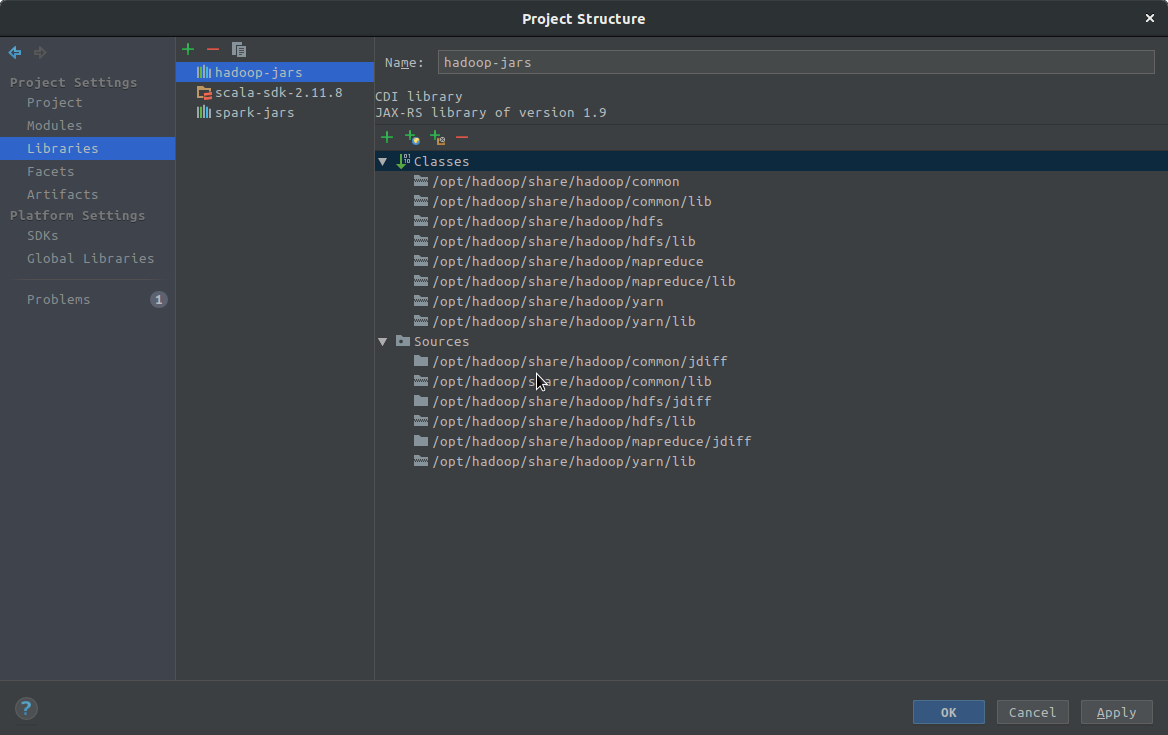 Project Structure
Project Settings
Project
Modules
Libraries
Facets
Artifacts
Platform Settings
SDKs
Global Libraries
Problems 1
hadoop-jars
scala-sdk-2.11.8
spark-jars
Name: hadoop-jars
CDI library
JAX-RS library of version 1.9
Classes
/opt/hadoop/share/hadoop/common
/opt/hadoop/share/hadoop/common/lib
/opt/hadoop/share/hadoop/hdfs
/opt/hadoop/share/hadoop/hdfs/lib
/opt/hadoop/share/hadoop/mapreduce
/opt/hadoop/share/hadoop/mapreduce/lib
/opt/hadoop/share/hadoop/yarn
/opt/hadoop/share/hadoop/yarn/lib
Sources
/opt/hadoop/share/hadoop/common/jdiff
/opt/hadoop/share/hadoop/common/lib
/opt/hadoop/share/hadoop/hdfs/jdiff
/opt/hadoop/share/hadoop/hdfs/lib
/opt/hadoop/share/hadoop/mapreduce/jdiff
/opt/hadoop/share/hadoop/yarn/lib
? OK Cancel Apply